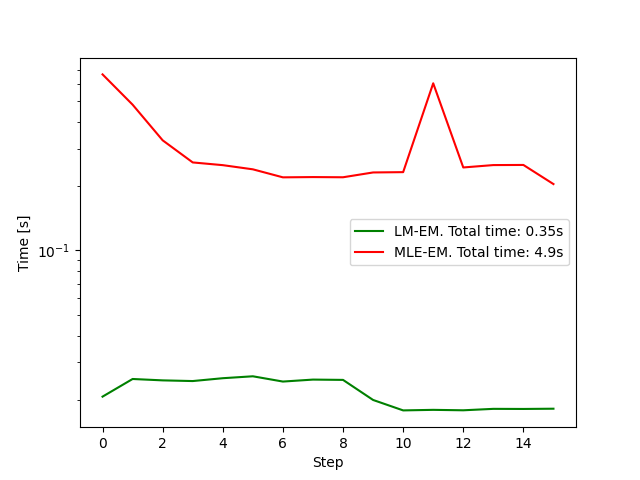 Time [s]
10⁻¹
LM-EM. Total time: 0.35s
MLE-EM. Total time: 4.9s
0 2 4 6 8 10 12 14
Step